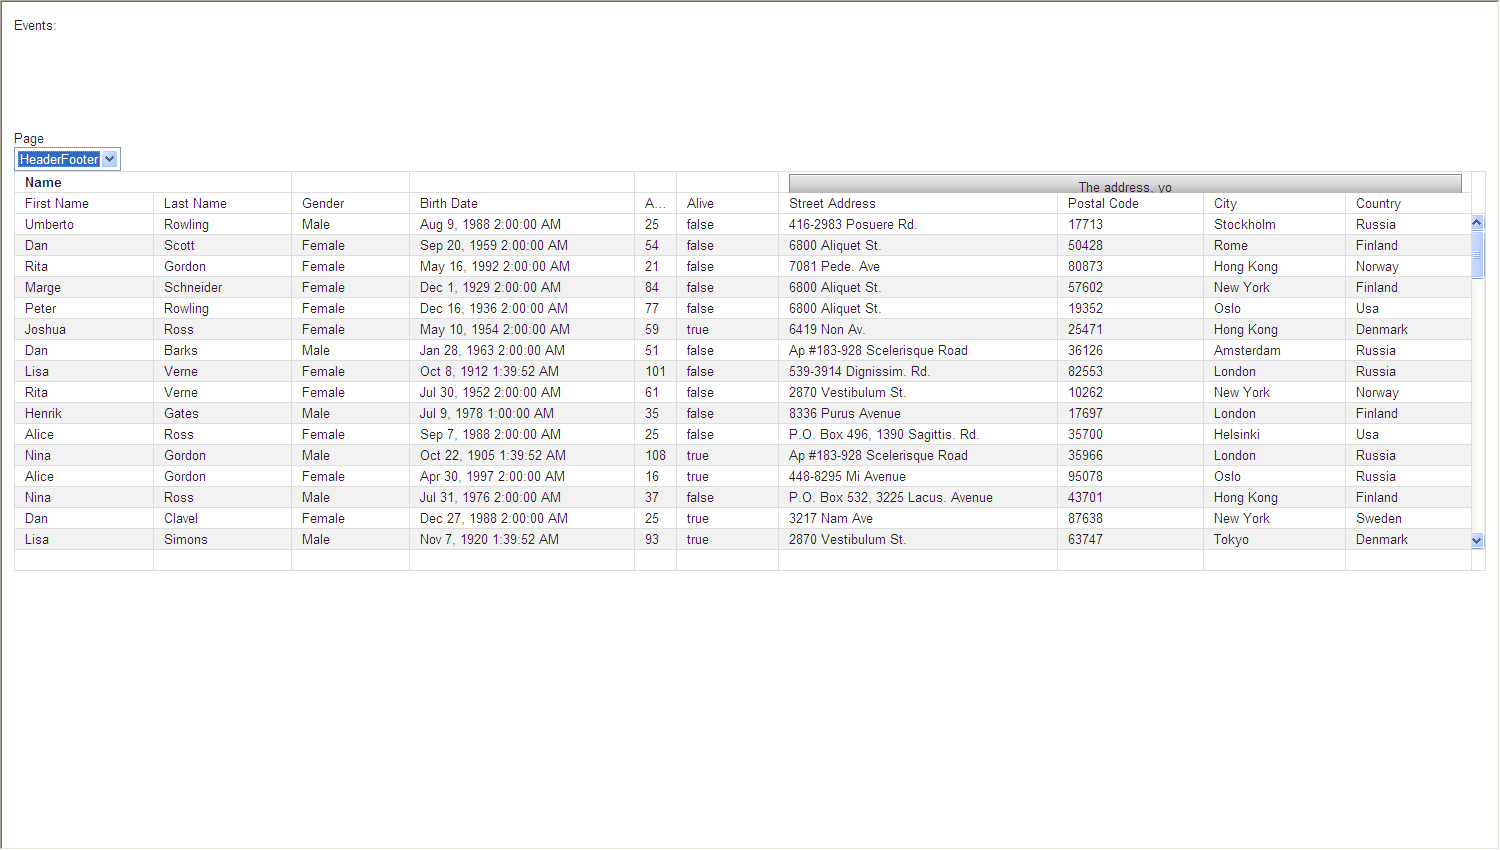 Events:
Page
HeaderFooter
Name The address, yo
First Name Last Name Gender Birth Date A... Alive Street Address Postal Code City Country
Umberto Rowling Male Aug 9, 1988 2:00:00 AM 25 false 416-2983 Posuere Rd. 17713 Stockholm Russia
Dan Scott Female Sep 20, 1959 2:00:00 AM 54 false 6800 Aliquet St. 50428 Rome Finland
Rita Gordon Female May 16, 1992 2:00:00 AM 21 false 7081 Pede. Ave 80873 Hong Kong Norway
Marge Schneider Female Dec 1, 1929 2:00:00 AM 84 false 6800 Aliquet St. 57602 New York Finland
Peter Rowling Female Dec 16, 1936 2:00:00 AM 77 false 6800 Aliquet St. 19352 Oslo Usa
Joshua Ross Female May 10, 1954 2:00:00 AM 59 true 6419 Non Av. 25471 Hong Kong Denmark
Dan Barks Male Jan 28, 1963 2:00:00 AM 51 false Ap #183-928 Scelerisque Road 36126 Amsterdam Russia
Lisa Verne Female Oct 8, 1912 1:39:52 AM 101 false 539-3914 Dignissim. Rd. 82553 London Russia
Rita Verne Female Jul 30, 1952 2:00:00 AM 61 false 2870 Vestibulum St. 10262 New York Norway
Henrik Gates Male Jul 9, 1978 1:00:00 AM 35 false 8336 Purus Avenue 17697 London Finland
Alice Ross Female Sep 7, 1988 2:00:00 AM 25 false P.O. Box 496, 1390 Sagittis. Rd. 35700 Helsinki Usa
Nina Gordon Male Oct 22, 1905 1:39:52 AM 108 true Ap #183-928 Scelerisque Road 35966 London Russia
Alice Gordon Female Apr 30, 1997 2:00:00 AM 16 true 448-8295 Mi Avenue 95078 Oslo Russia
Nina Ross Male Jul 31, 1976 2:00:00 AM 37 false P.O. Box 532, 3225 Lacus. Avenue 43701 Hong Kong Finland
Dan Clavel Female Dec 27, 1988 2:00:00 AM 25 true 3217 Nam Ave 87638 New York Sweden
Lisa Simons Male Nov 7, 1920 1:39:52 AM 93 true 2870 Vestibulum St. 63747 Tokyo Denmark